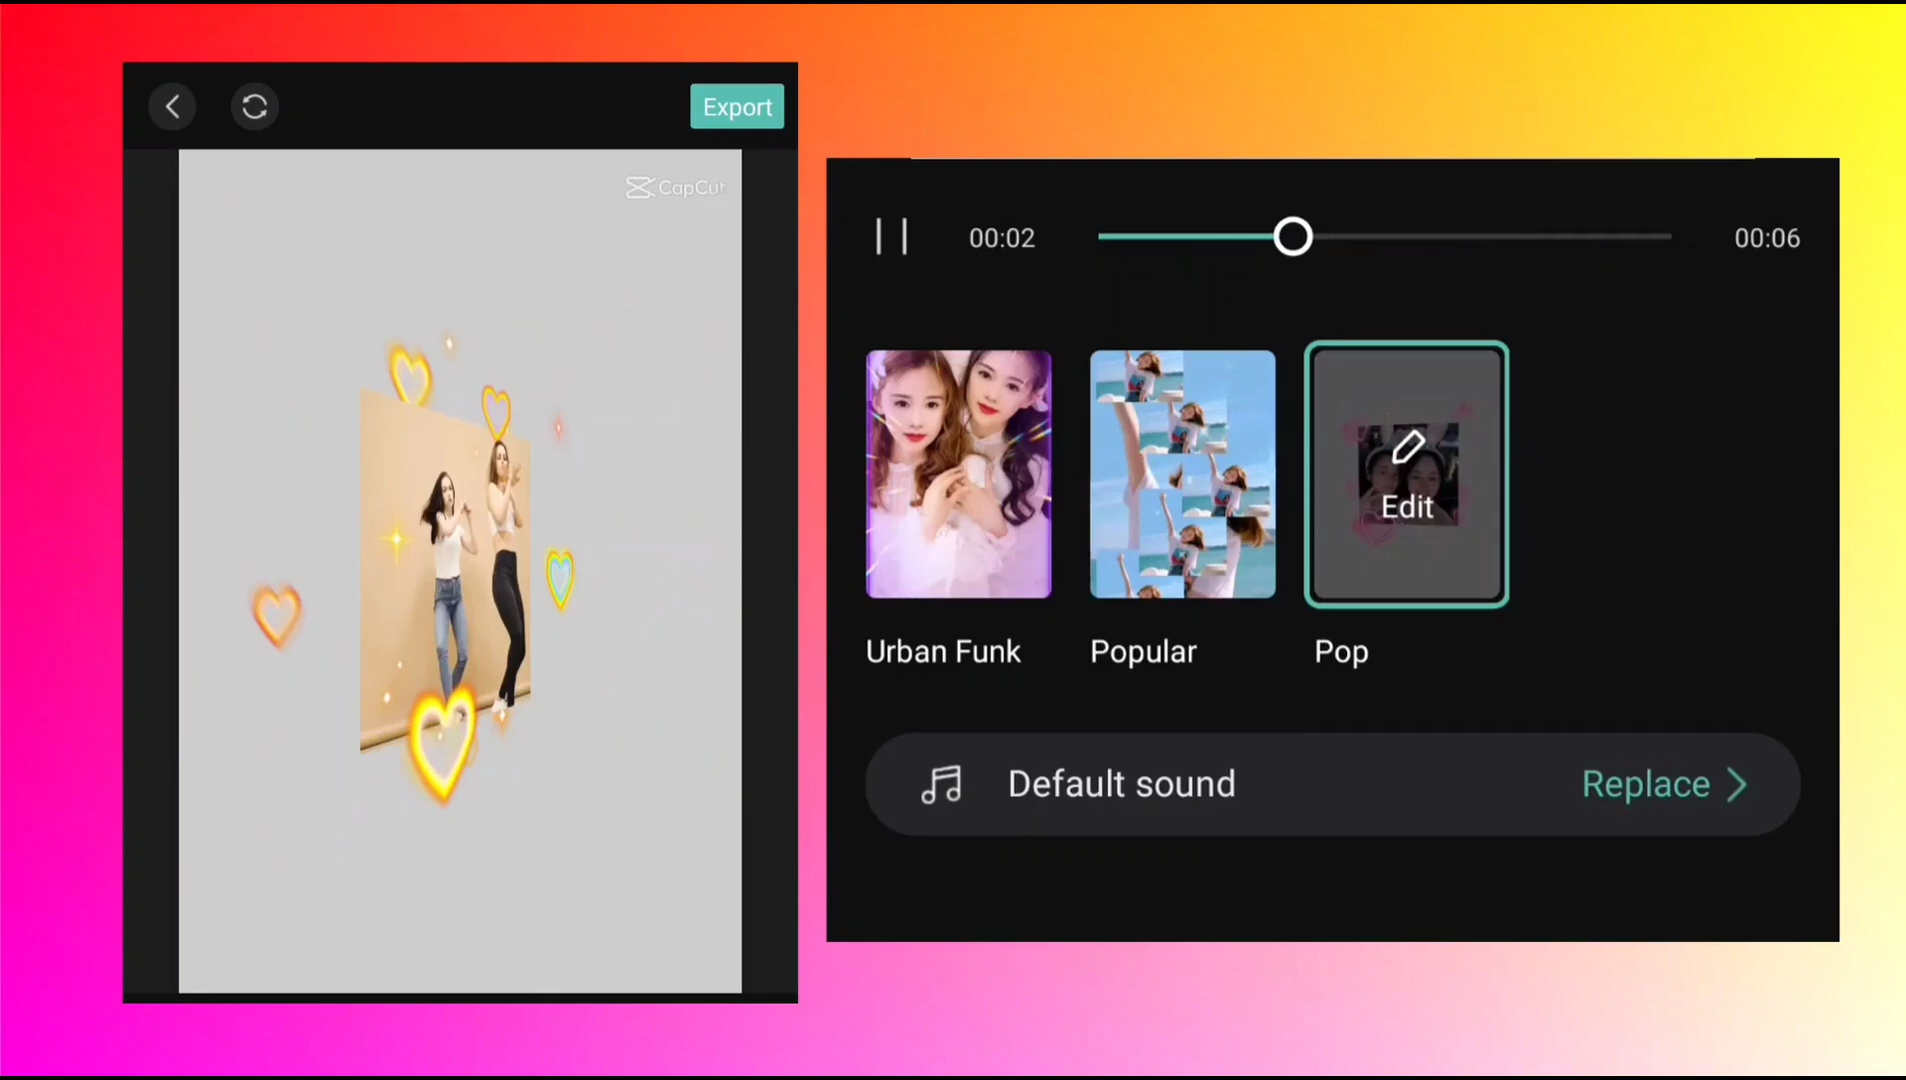 Export
CapCut
00:02
00:06
Edit
Urban Funk
Popular
Pop
Default sound
Replace